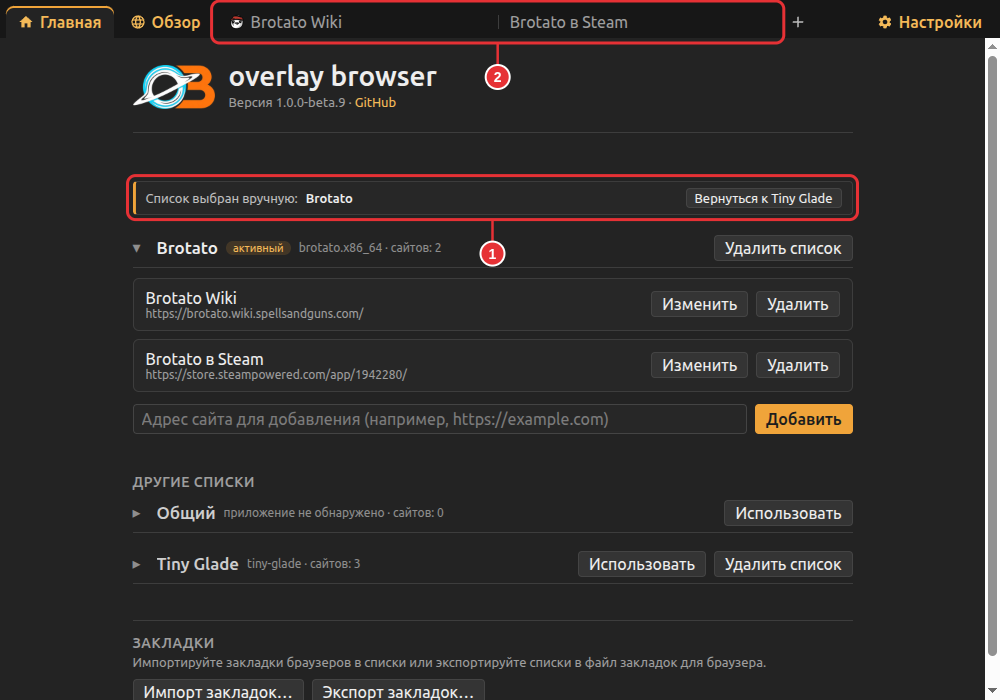 Главная
Обзор
Brotato Wiki
Brotato в Steam
+
Настройки
2
overlay browser
Версия 1.0.0-beta.9 · GitHub
Список выбран вручную: Brotato
Вернуться к Tiny Glade
1
Brotato активный brotato.x86_64 · сайтов: 2
Удалить список
Brotato Wiki
https://brotato.wiki.spellsandguns.com/
Изменить
Удалить
Brotato в Steam
https://store.steampowered.com/app/1942280/
Изменить
Удалить
Адрес сайта для добавления (например, https://example.com)
Добавить
ДРУГИЕ СПИСКИ
Общий приложение не обнаружено · сайтов: 0
Использовать
Tiny Glade tiny-glade · сайтов: 3
Использовать
Удалить список
ЗАКЛАДКИ
Импортируйте закладки браузеров в списки или экспортируйте списки в файл закладок для браузера.
Импорт закладок...
Экспорт закладок...